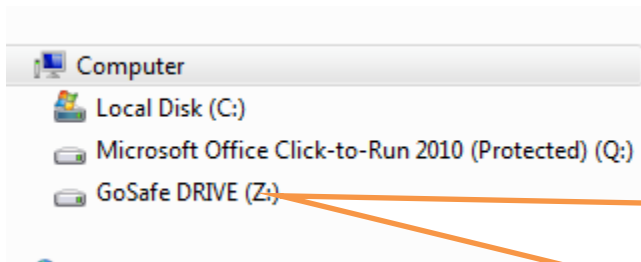 Computer
Local Disk (C:)
Microsoft Office Click-to-Run 2010 (Protected) (Q:)
GoSafe DRIVE (Z:)